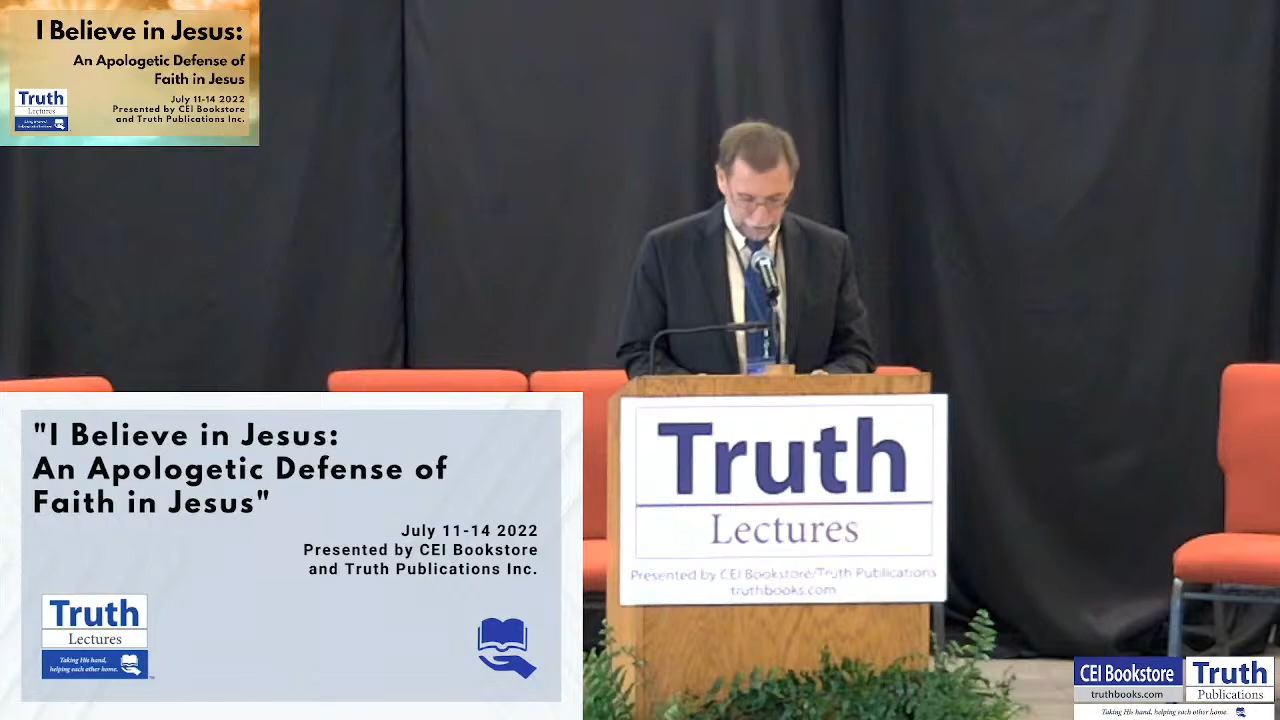 I Believe in Jesus:
An Apologetic Defense of
Faith in Jesus
July 11-14 2022
Presented by CEI Bookstore
and Truth Publications Inc.
Truth
Lectures
"I Believe in Jesus:
An Apologetic Defense of
Faith in Jesus"
July 11-14 2022
Presented by CEI Bookstore
and Truth Publications Inc.
Truth
Lectures
Taking His hand,
helping each other home.
Truth
Lectures
Presented by CEI Bookstore/Truth Publications
truthbooks.com
CEI Bookstore
truthbooks.com
Truth
Publications
Taking His hand, helping each other home.